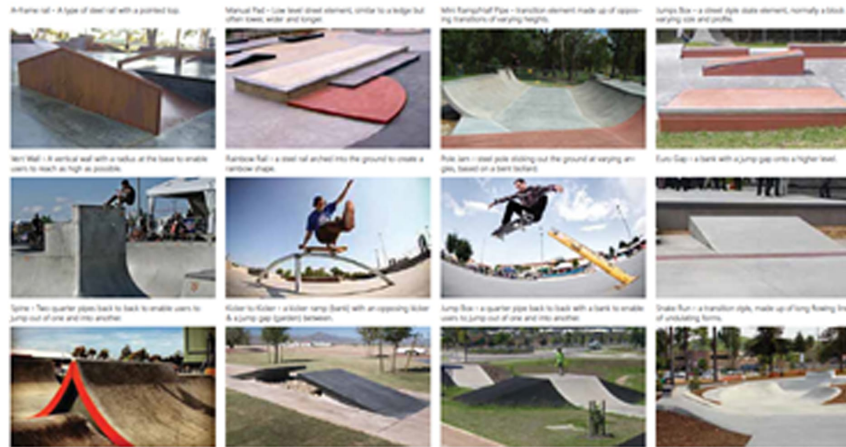 A-frame rail – A type of steel rail with a pointed top.
Manual Pad – Low level street element, similar to a ledge but
often lower, wider and longer.
Mini Ramp/Half Pipe – transition element made up of oppos-
ing transitions of varying heights.
Jumps Box – a street style skate element, normally a block
varying size and profile.
Vert Wall – A vertical wall with a radius at the base to enable
users to reach as high as possible.
Rainbow Rail – a steel rail arched into the ground to create a
rainbow shape.
Pole Jam – steel pole sticking out the ground at varying an-
gles, based on a bent bollard.
Euro Gap – a bank with a jump gap onto a higher level.
Spine – Two quarter pipes back to back to enable users to
jump out of one and into another.
Kicker to Kicker – a kicker ramp (bank) with an opposing kicker
& a jump gap (garden) between.
Jump Box – a quarter pipe back to back with a bank to enable
users to jump out of one and into another.
Snake Run – a transition style, made up of long flowing line
of undulating forms.